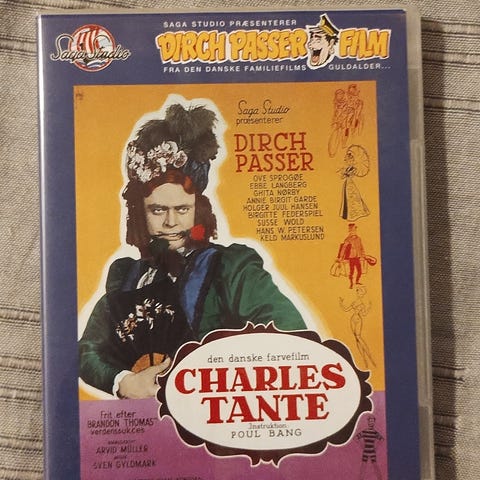 SAGA STUDIO PRÆSENTERER
Saga Studio
DIRCH PASSER FILM
FRA DEN DANSKE FAMILIEFILMS GULDALDER...
Saga Studio
præsenterer
DIRCH
PASSER
OVE SPROGØE
EBBE LANGBERG
GHITA NØRBY
ANNIE BIRGIT GARDE
HOLGER JUUL HANSEN
BIRGITTE FEDERSPIEL
SUSSE WOLD
HANS W. PETERSEN
KELD MARKUSLUND
den danske farvefilm
CHARLES
TANTE
Instruktion:
POUL BANG
Frit efter
BRANDON THOMAS'
verdenssukces
ARVID MÜLLER
SVEN GYLDMARK